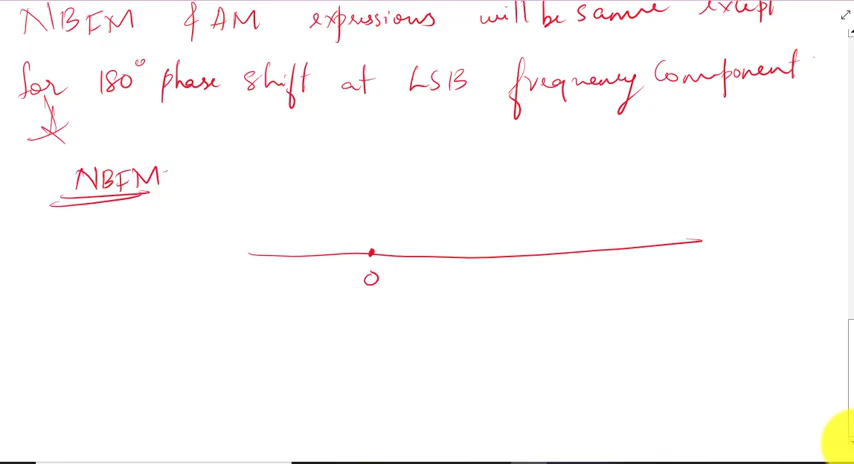 NBFM & AM expressions will be same except
for 180° phase shift at LSB frequency component
NBFM
0